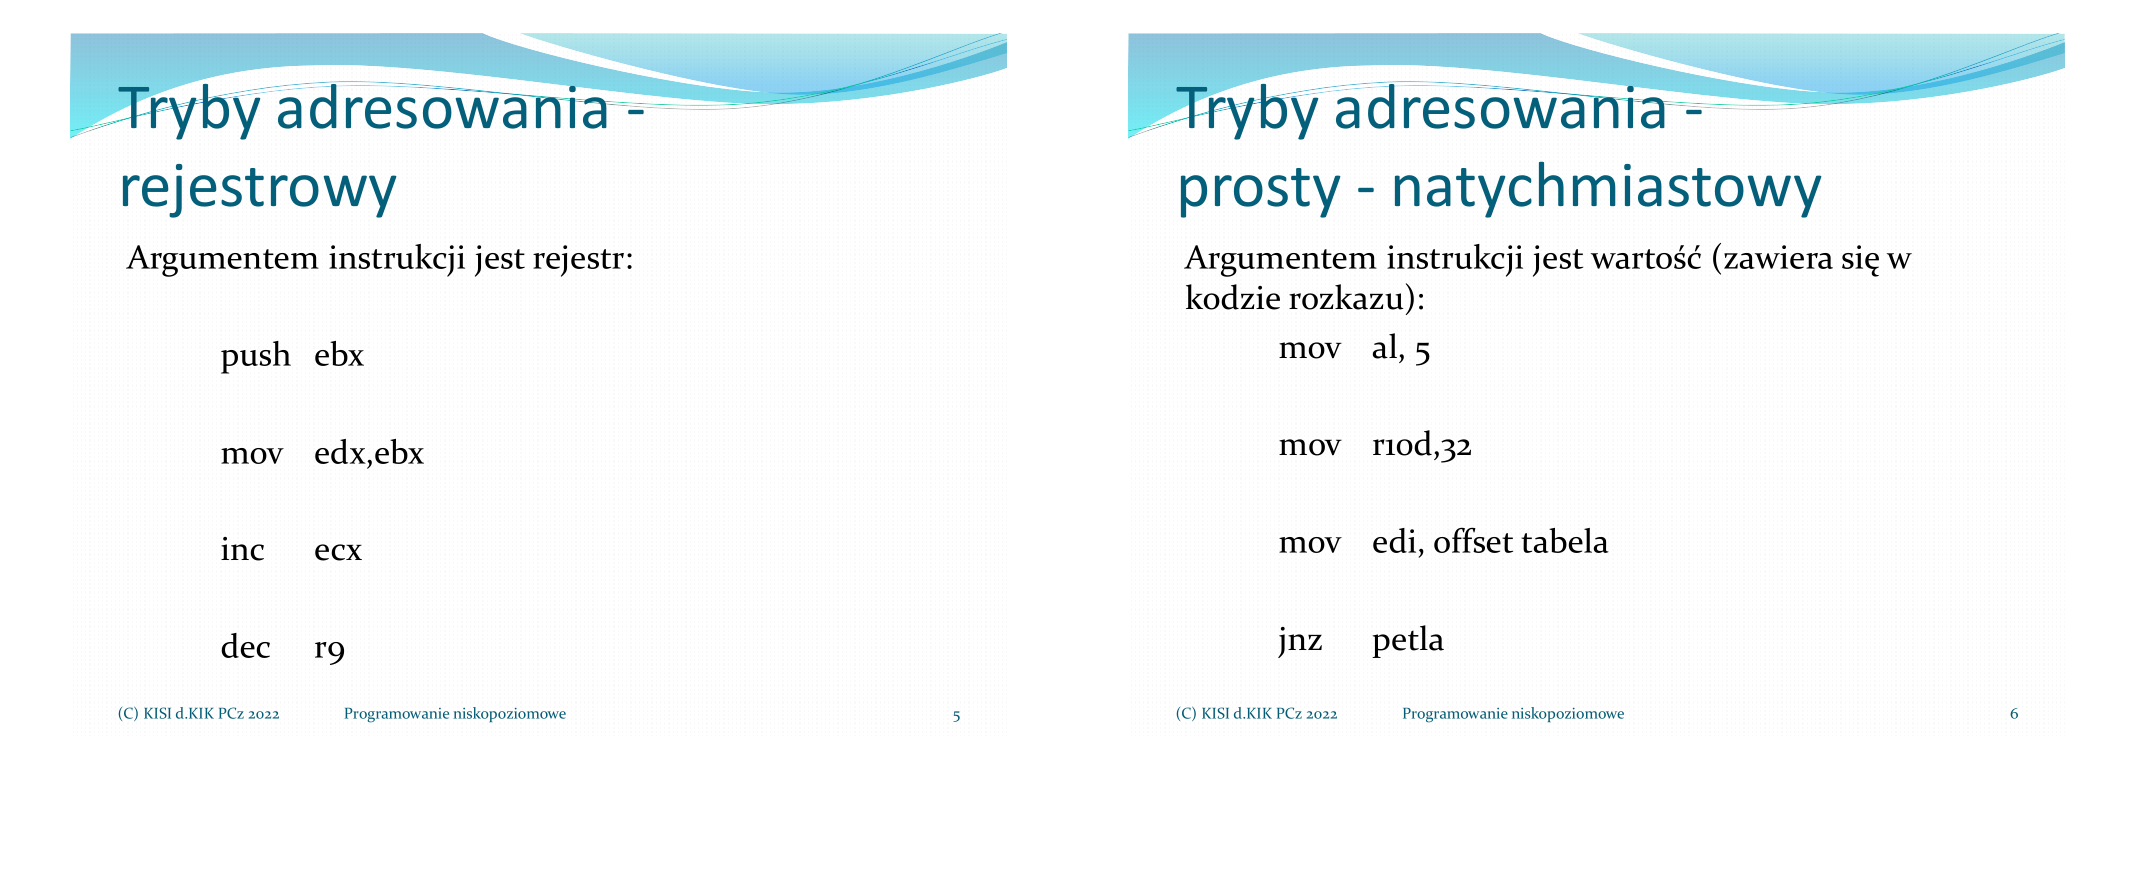 Tryby adresowania -
rejestrowy
Argumentem instrukcji jest rejestr:
push ebx
mov edx,ebx
inc ecx
dec r9
(C) KISI d.KIK PCz 2022 Programowanie niskopoziomowe 5
Tryby adresowania -
prosty - natychmiastowy
Argumentem instrukcji jest wartość (zawiera się w
kodzie rozkazu):
mov al, 5
mov r10d,32
mov edi, offset tabela
jnz petla
(C) KISI d.KIK PCz 2022 Programowanie niskopoziomowe 6